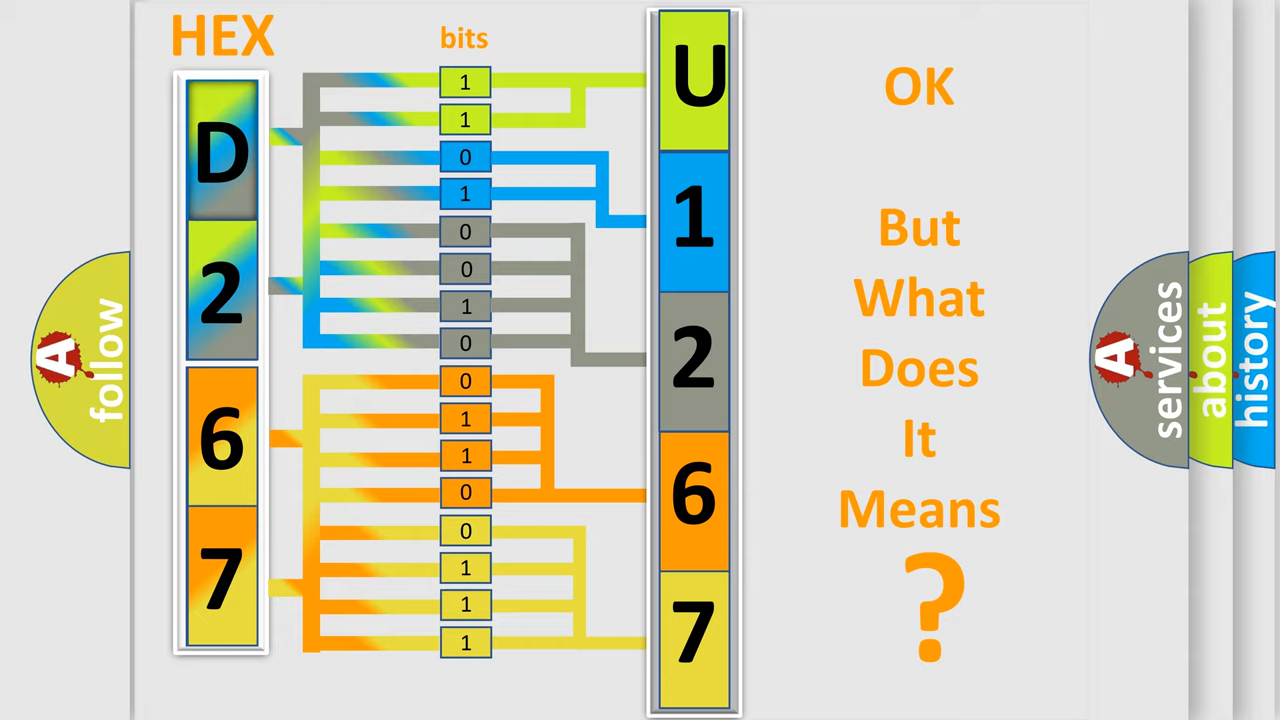 HEX
bits
D
2
6
7
1
1
0
1
0
0
1
0
0
1
1
0
0
1
1
1
U
1
2
6
7
OK
But
What
Does
It
Means
?
A
follow
A
services
about
history